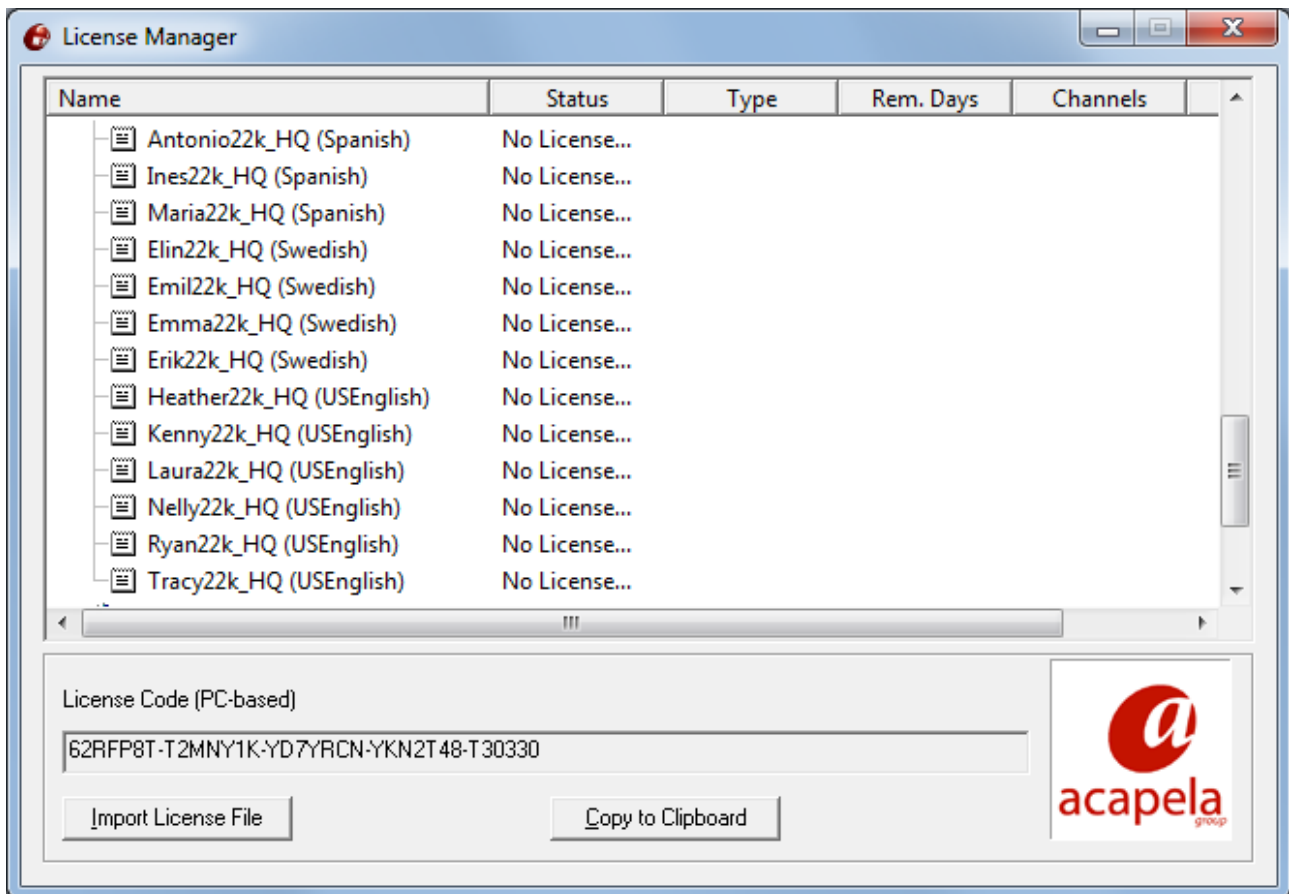 License Manager
Name Status Type Rem. Days Channels
Antonio22k_HQ (Spanish) No License...
Ines22k_HQ (Spanish) No License...
Maria22k_HQ (Spanish) No License...
Elin22k_HQ (Swedish) No License...
Emil22k_HQ (Swedish) No License...
Emma22k_HQ (Swedish) No License...
Erik22k_HQ (Swedish) No License...
Heather22k_HQ (USEnglish) No License...
Kenny22k_HQ (USEnglish) No License...
Laura22k_HQ (USEnglish) No License...
Nelly22k_HQ (USEnglish) No License...
Ryan22k_HQ (USEnglish) No License...
Tracy22k_HQ (USEnglish) No License...
License Code (PC-based)
62RFP8T-T2MNY1K-YD7YRCN-YKN2T48-T30330
Import License File Copy to Clipboard
a
acapela
group